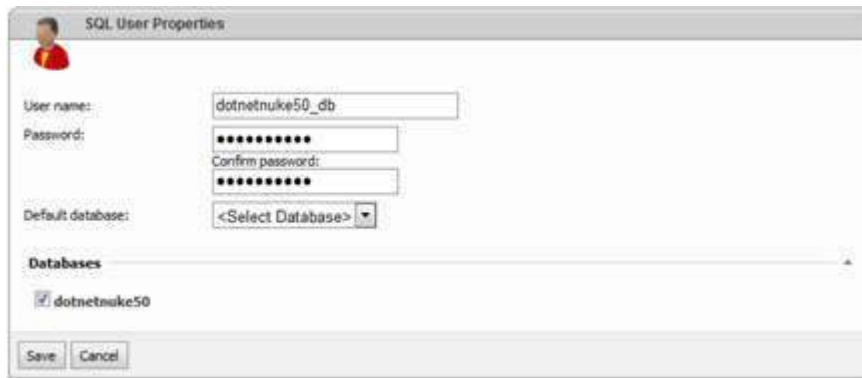 SQL User Properties
User name:
dotnetnuke50_db
Password:
••••••••••
Confirm password:
••••••••••
Default database:
<Select Database>
Databases
dotnetnuke50
Save
Cancel